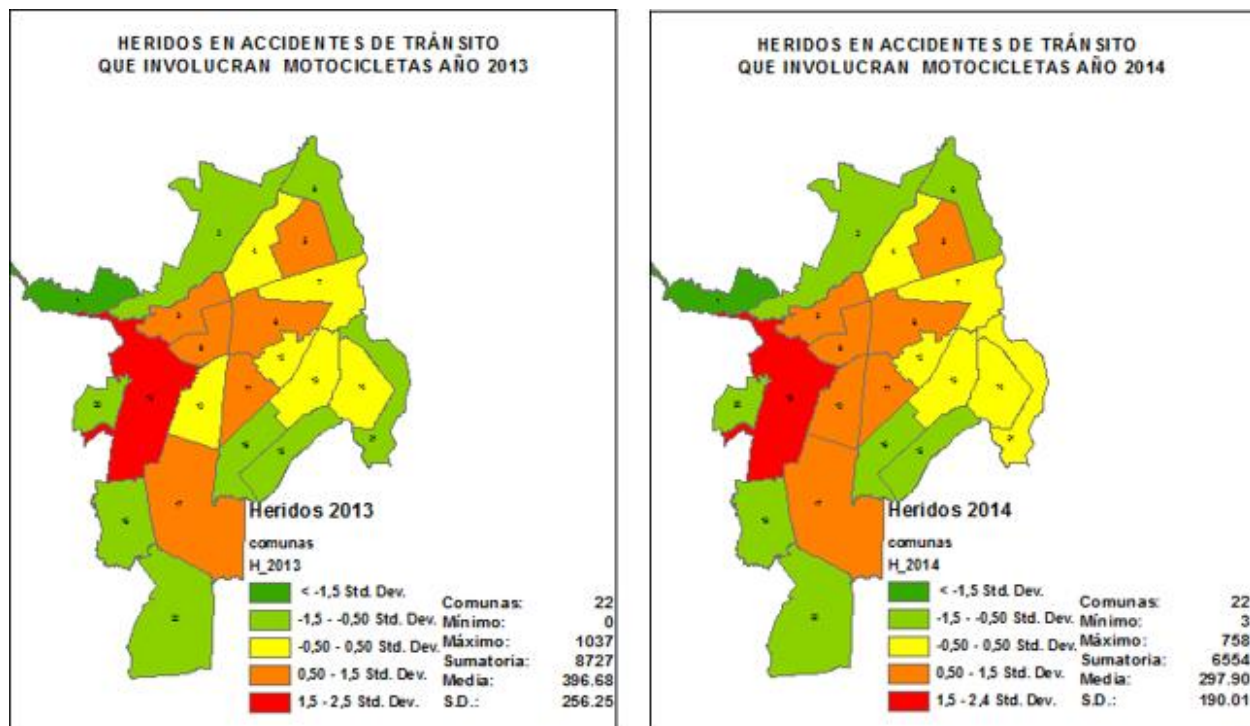 HERIDOS EN ACCIDENTES DE TRÁNSITO
QUE INVOLUCRAN MOTOCICLETAS AÑO 2013
Heridos 2013
comunas
H_2013
< -1,5 Std. Dev.
-1,5 - -0,50 Std. Dev.
-0,50 - 0,50 Std. Dev.
0,50 - 1,5 Std. Dev.
1,5 - 2,5 Std. Dev.
Comunas: 22
Mínimo: 0
Máximo: 1037
Sumatoria: 8727
Media: 396.68
S.D.: 256.25
HERIDOS EN ACCIDENTES DE TRÁNSITO
QUE INVOLUCRAN MOTOCICLETAS AÑO 2014
Heridos 2014
comunas
H_2014
< -1,5 Std. Dev.
-1,5 - -0,50 Std. Dev.
-0,50 - 0,50 Std. Dev.
0,50 - 1,5 Std. Dev.
1,5 - 2,4 Std. Dev.
Comunas: 22
Mínimo: 3
Máximo: 758
Sumatoria: 6554
Media: 297.90
S.D.: 190.01